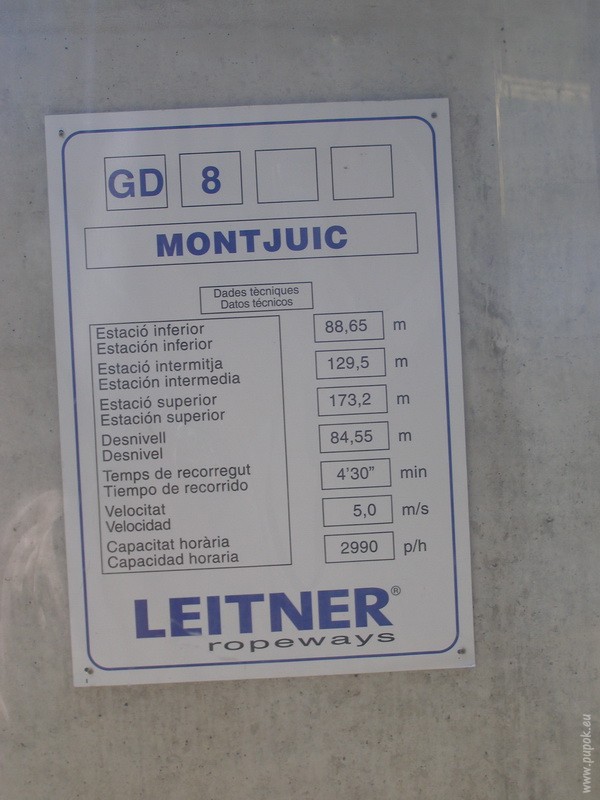 GD 8
MONTJUIC
Dades tècniques
Datos técnicos
Estació inferior
Estación inferior
88,65 m
Estació intermitja
Estación intermedia
129,5 m
Estació superior
Estación superior
173,2 m
Desnivell
Desnivel
84,55 m
Temps de recorregut
Tiempo de recorrido
4'30" min
Velocitat
Velocidad
5,0 m/s
Capacitat horària
Capacidad horaria
2990 p/h
LEITNER®
ropeways
www.pupok.eu